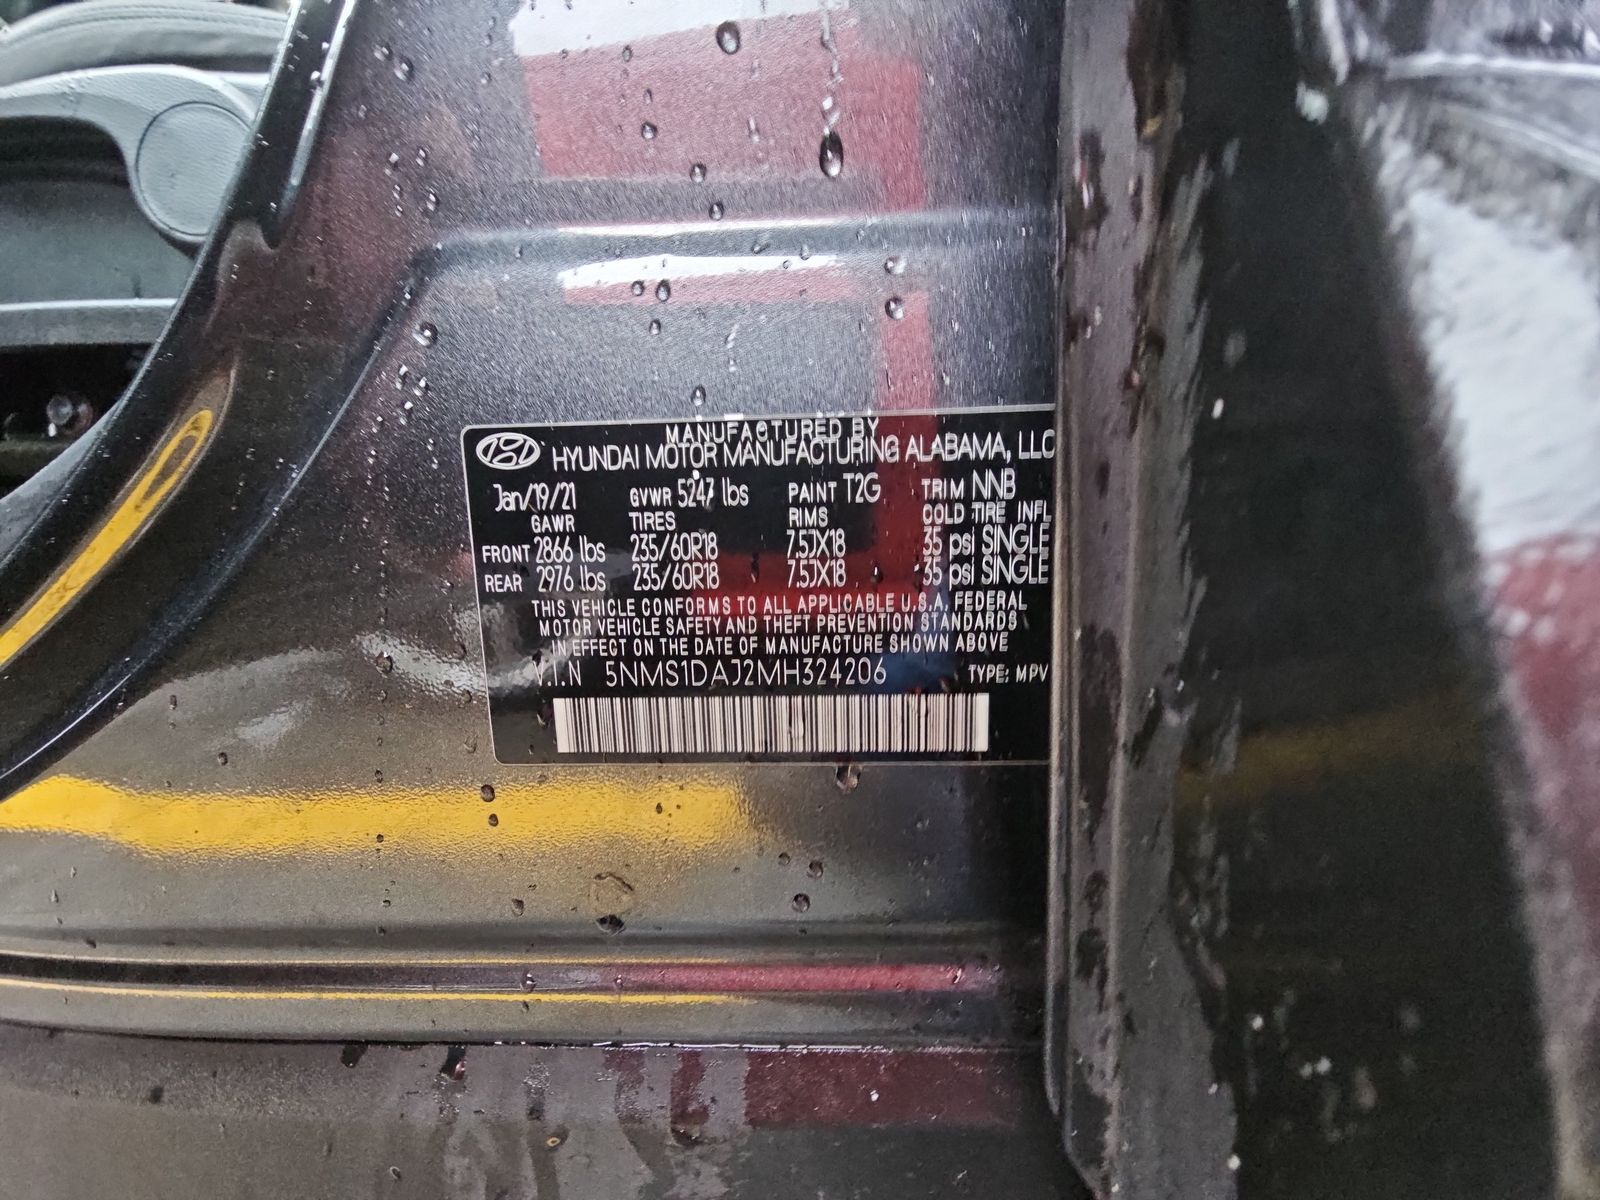 MANUFACTURED BY
HYUNDAI MOTOR MANUFACTURING ALABAMA, LLC
Jan/19/21 GVWR 5247 lbs PAINT T2G TRIM NNB
GAWR TIRES RIMS COLD TIRE INFL
FRONT 2866 lbs 235/60R18 7.5JX18 35 psi SINGLE
REAR 2976 lbs 235/60R18 7.5JX18 35 psi SINGLE
THIS VEHICLE CONFORMS TO ALL APPLICABLE U.S.A. FEDERAL
MOTOR VEHICLE SAFETY AND THEFT PREVENTION STANDARDS
IN EFFECT ON THE DATE OF MANUFACTURE SHOWN ABOVE
V.I.N 5NMS1DAJ2MH324206 TYPE: MPV